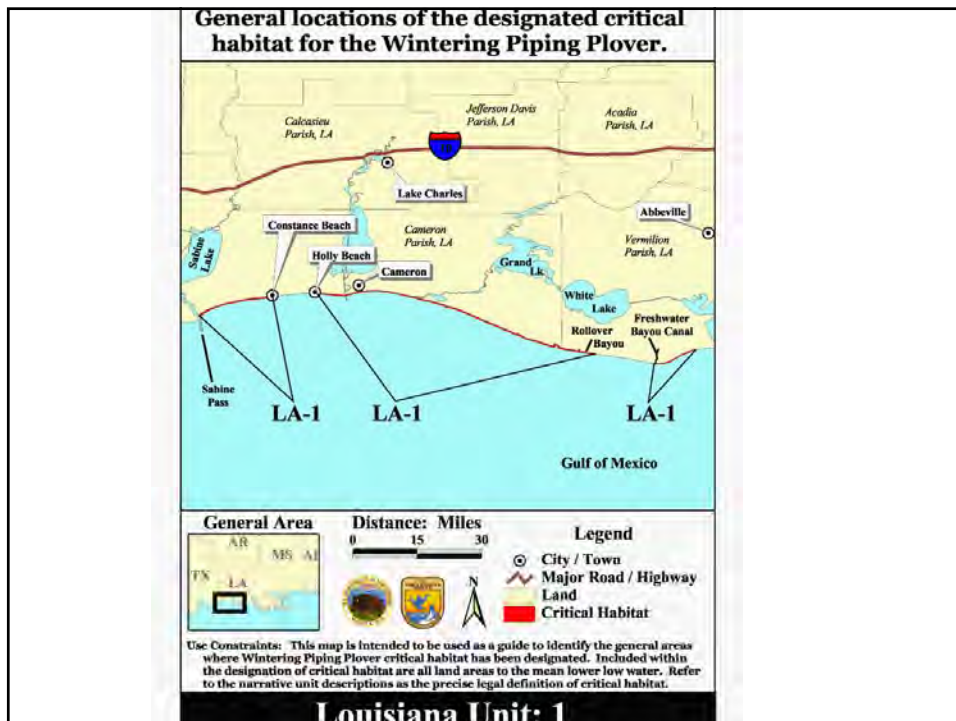 General locations of the designated critical
habitat for the Wintering Piping Plover.
Jefferson Davis
Parish, LA
Acadia
Parish, LA
Calcasieu
Parish, LA
10
Lake Charles
Abbeville
Constance Beach
Cameron
Parish, LA
Vermilion
Parish, LA
Sabine
Lake
Holly Beach
Grand
Lk
Cameron
White
Lake
Freshwater
Bayou Canal
Rollover
Bayou
Sabine
Pass
LA-1
LA-1
LA-1
Gulf of Mexico
General Area
AR
MS
AL
TX
LA
Distance: Miles
0 15 30
N
Legend
City / Town
Major Road / Highway
Land
Critical Habitat
Use Constraints: This map is intended to be used as a guide to identify the general areas
where Wintering Piping Plover critical habitat has been designated. Included within
the designation of critical habitat are all land areas to the mean lower low water. Refer
to the narrative unit descriptions as the precise legal definition of critical habitat.
Louisiana Unit: 1